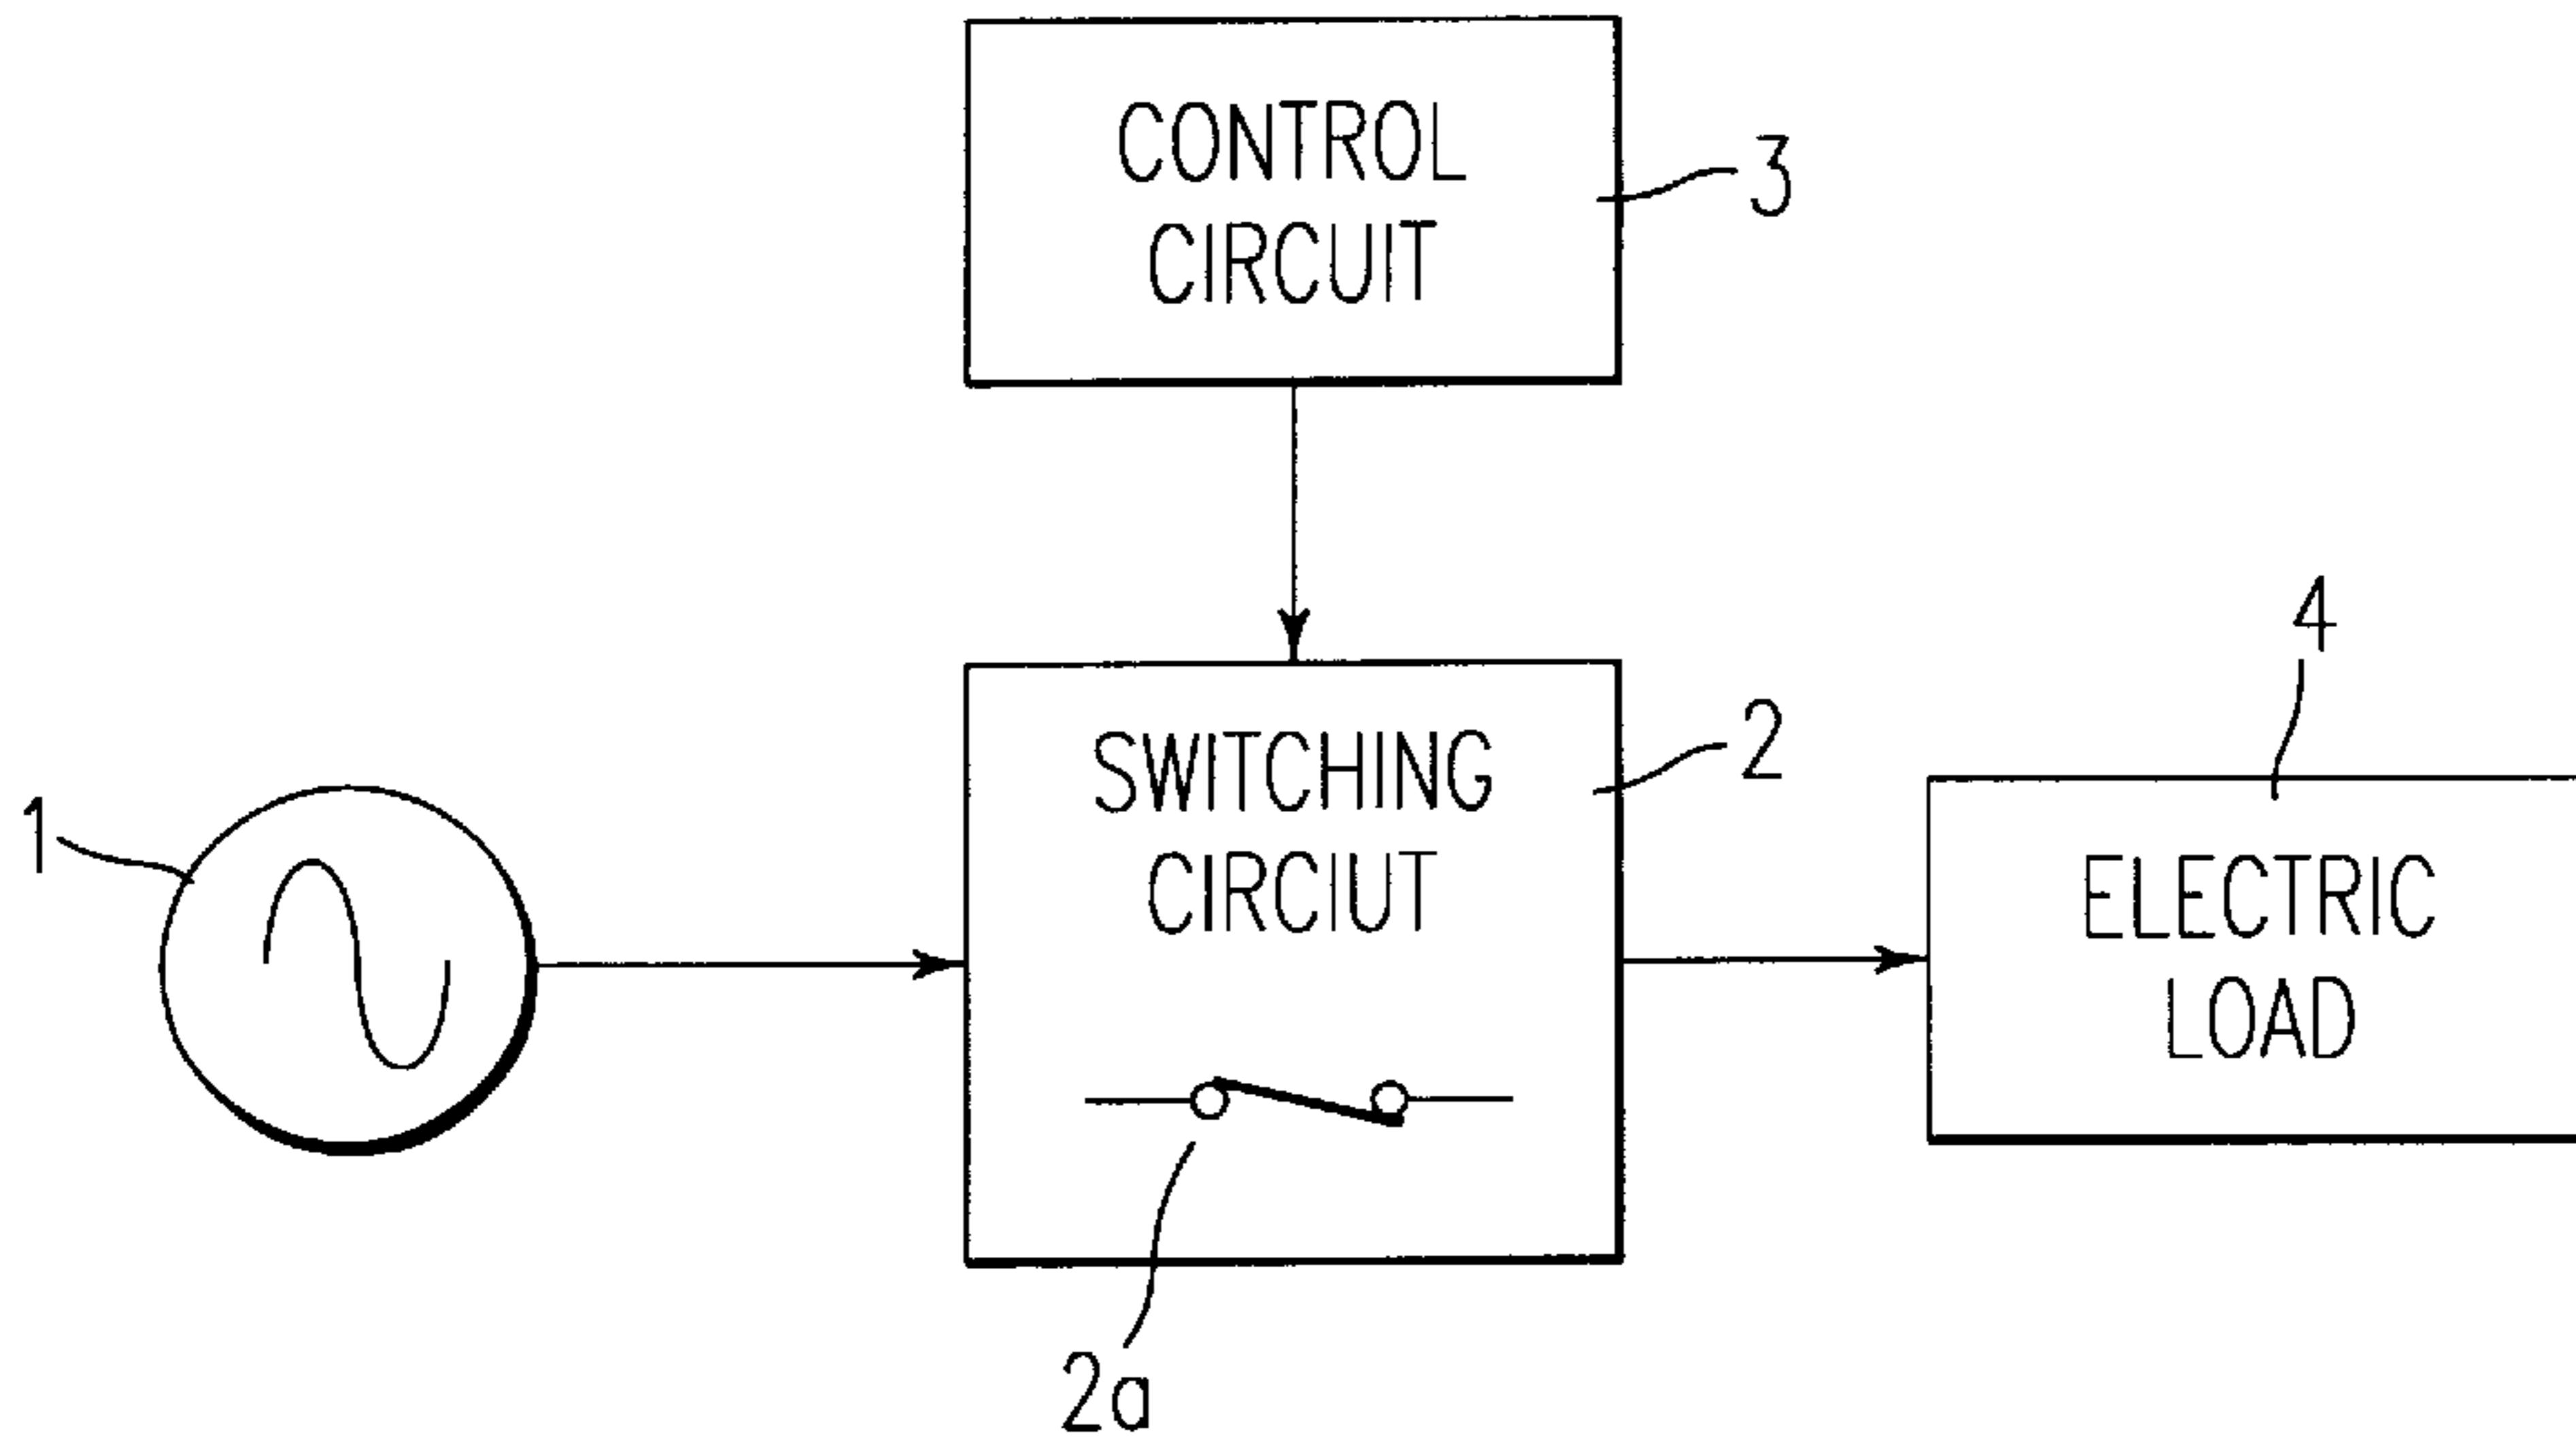 CONTROL
CIRCUIT
3
4
SWITCHING
CIRCIUT
2
1
ELECTRIC
LOAD
2a